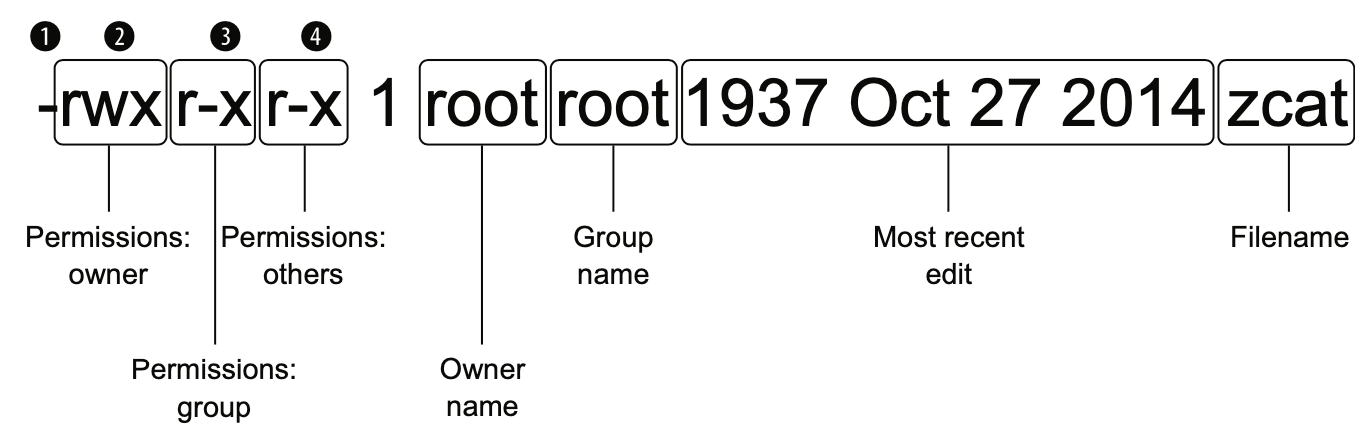 ❶ ❷ ❸ ❹
-rwx r-x r-x 1 root root 1937 Oct 27 2014 zcat
Permissions:
owner
Permissions:
others
Group
name
Most recent
edit
Filename
Permissions:
group
Owner
name